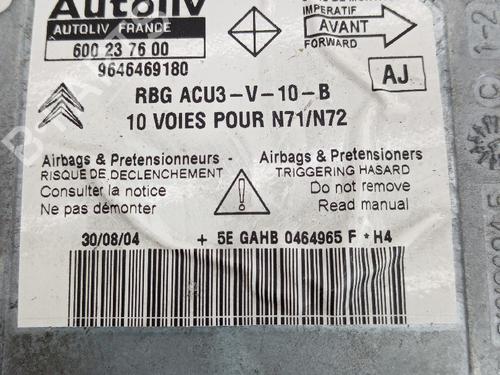 Autoliv
AUTOLIV FRANCE
600 23 76 00
9646469180
IMPERATIF
AVANT
FORWARD
AJ
RBG ACU3-V-10-B
10 VOIES POUR N71/N72
Airbags & Pretensionneurs -
RISQUE DE DECLENCHEMENT
Consulter la notice
Ne pas démonter
Airbags & Pretensioners
TRIGGERING HASARD
Do not remove
Read manual
30/08/04 + 5E GAHB 0464965 F * H4